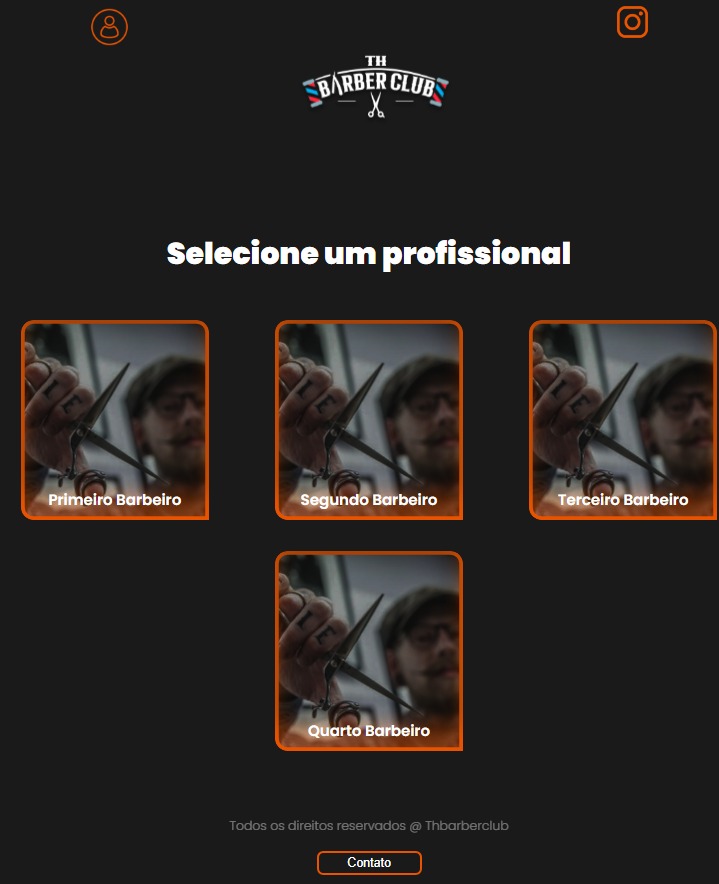 TH
BARBER CLUB
Selecione um profissional
Primeiro Barbeiro
Segundo Barbeiro
Terceiro Barbeiro
Quarto Barbeiro
Todos os direitos reservados @ Thbarberclub
Contato